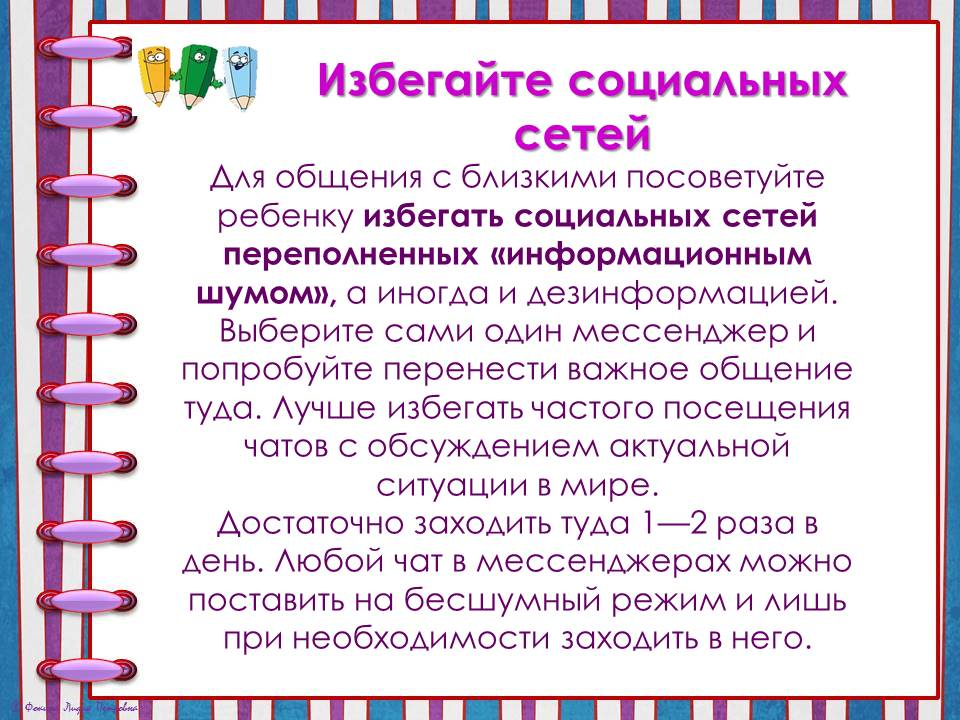 Избегайте социальных
сетей
Для общения с близкими посоветуйте
ребенку избегать социальных сетей
переполненных «информационным
шумом», а иногда и дезинформацией.
Выберите сами один мессенджер и
попробуйте перенести важное общение
туда. Лучше избегать частого посещения
чатов с обсуждением актуальной
ситуации в мире.
Достаточно заходить туда 1—2 раза в
день. Любой чат в мессенджерах можно
поставить на бесшумный режим и лишь
при необходимости заходить в него.
Лидия Петровна